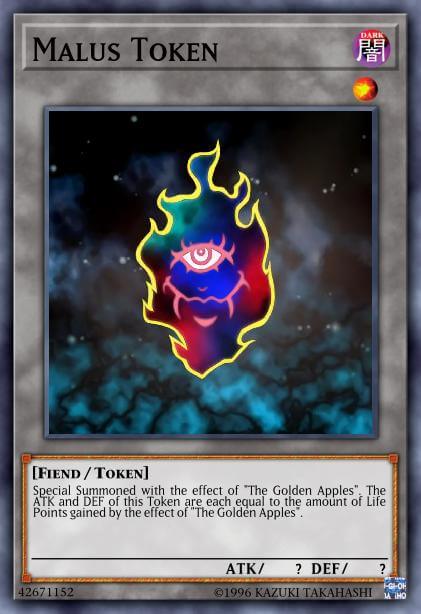 MALUS TOKEN
DARK
闇
[FIEND / TOKEN]
Special Summoned with the effect of "The Golden Apples". The
ATK and DEF of this Token are each equal to the amount of Life
Points gained by the effect of "The Golden Apples".
ATK/ ? DEF/ ?
42671152 ©1996 KAZUKI TAKAHASHI